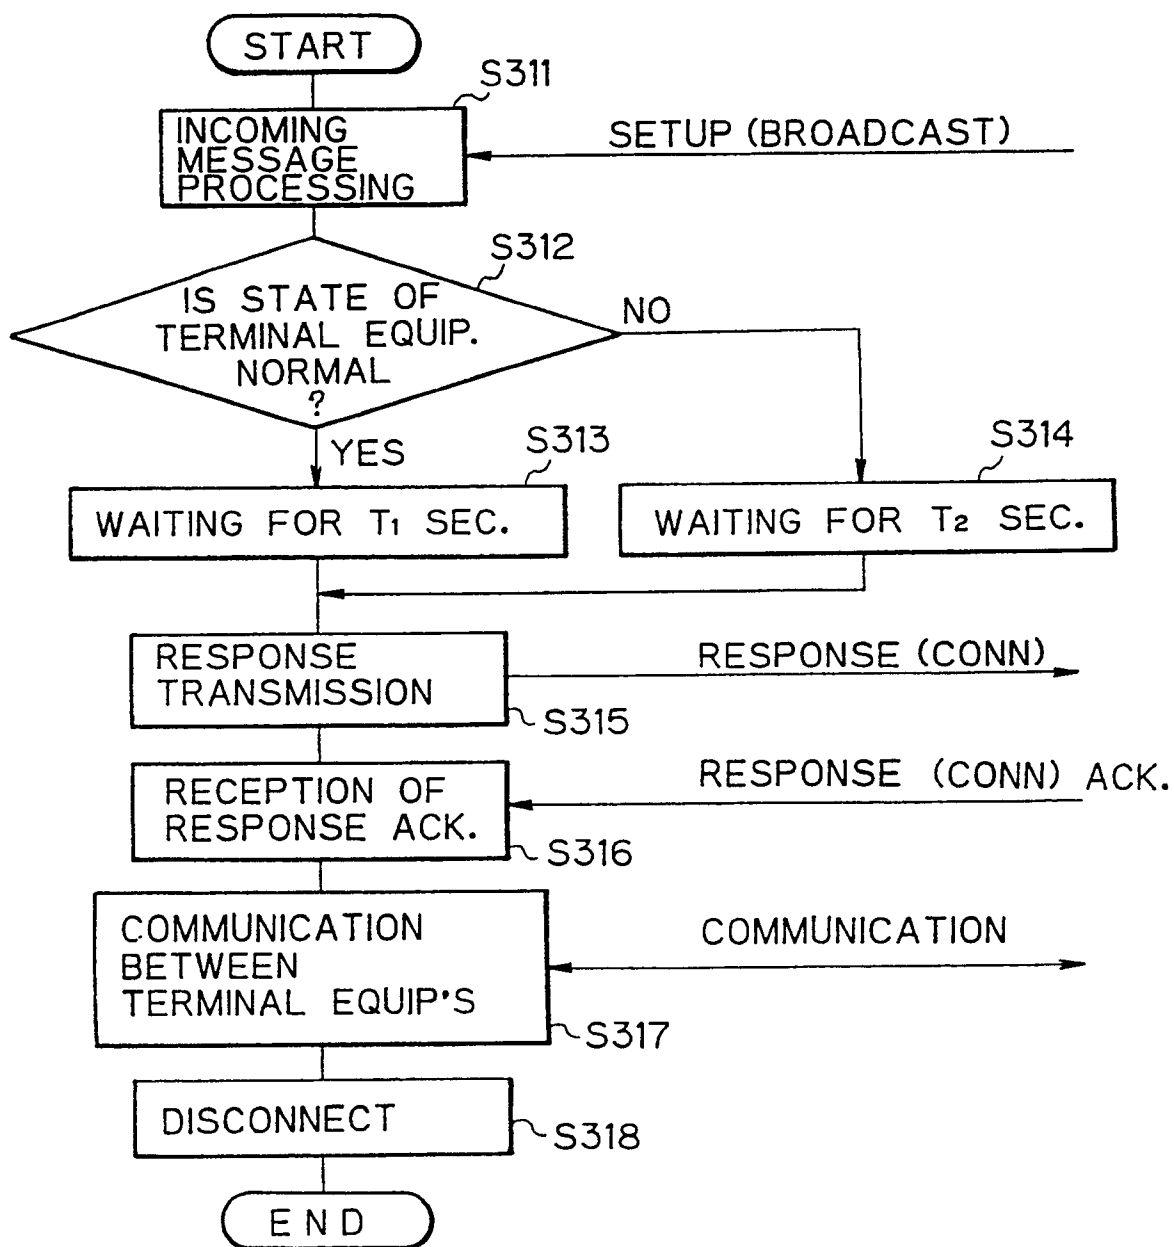 START
S311
INCOMING
MESSAGE
PROCESSING
SETUP (BROADCAST)
S312
IS STATE OF
TERMINAL EQUIP.
NORMAL
?
NO
YES
S313
S314
WAITING FOR T1 SEC.
WAITING FOR T2 SEC.
RESPONSE
TRANSMISSION
RESPONSE (CONN)
S315
RECEPTION OF
RESPONSE ACK.
RESPONSE (CONN) ACK.
S316
COMMUNICATION
BETWEEN
TERMINAL EQUIP'S
COMMUNICATION
S317
DISCONNECT
S318
END